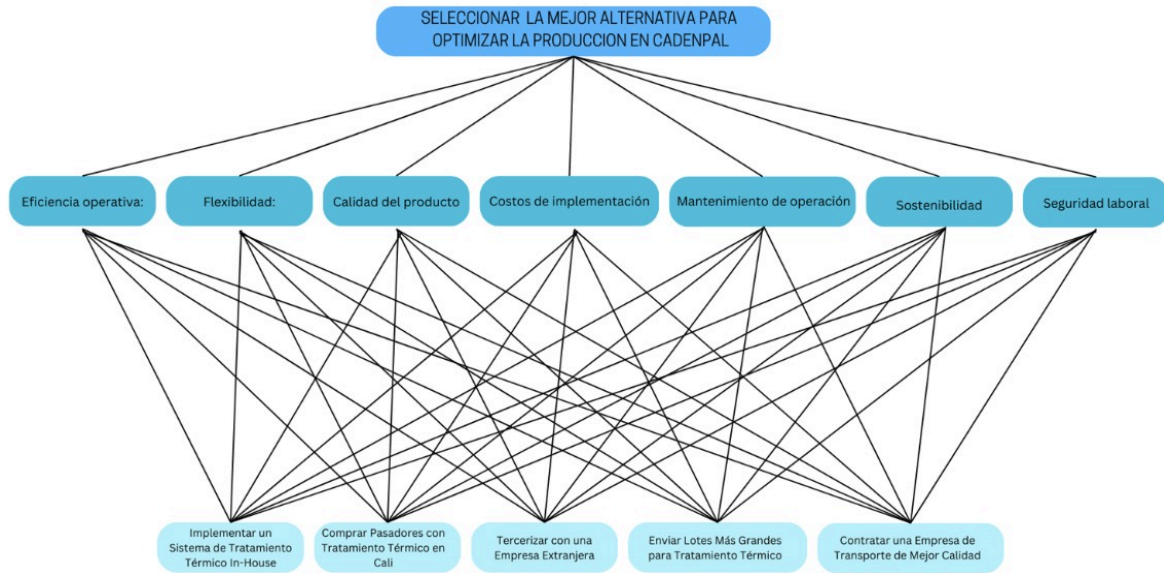 SELECCIONAR LA MEJOR ALTERNATIVA PARA
OPTIMIZAR LA PRODUCCION EN CADENPAL
Eficiencia operativa:
Flexibilidad:
Calidad del producto
Costos de implementación
Mantenimiento de operación
Sostenibilidad
Seguridad laboral
Implementar un
Sistema de Tratamiento
Térmico In-House
Comprar Pasadores con
Tratamiento Térmico en
Cali
Tercerizar con una
Empresa Extranjera
Enviar Lotes Más Grandes
para Tratamiento Térmico
Contratar una Empresa de
Transporte de Mejor Calidad